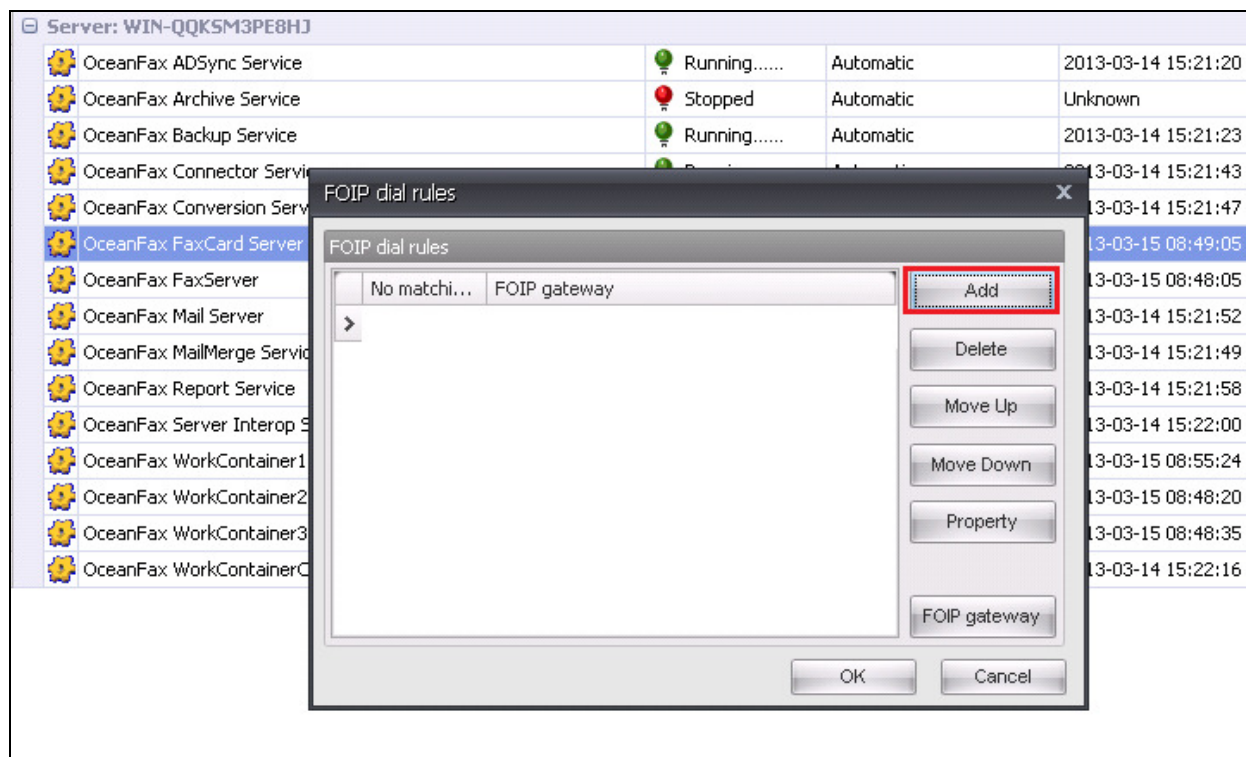 Server: WIN-QQKSM3PE8HJ
OceanFax ADSync Service Running...... Automatic 2013-03-14 15:21:20
OceanFax Archive Service Stopped Automatic Unknown
OceanFax Backup Service Running...... Automatic 2013-03-14 15:21:23
OceanFax Connector Servi 13-03-14 15:21:43
OceanFax Conversion Serv 13-03-14 15:21:47
OceanFax FaxCard Server 13-03-15 08:49:05
OceanFax FaxServer 13-03-15 08:48:05
OceanFax Mail Server 13-03-14 15:21:52
OceanFax MailMerge Servic 13-03-14 15:21:49
OceanFax Report Service 13-03-14 15:21:58
OceanFax Server Interop S 13-03-14 15:22:00
OceanFax WorkContainer1 13-03-15 08:55:24
OceanFax WorkContainer2 13-03-15 08:48:20
OceanFax WorkContainer3 13-03-15 08:48:35
OceanFax WorkContainerC 13-03-14 15:22:16
FOIP dial rules x
FOIP dial rules
No matchi... FOIP gateway
Add
Delete
Move Up
Move Down
Property
FOIP gateway
OK Cancel